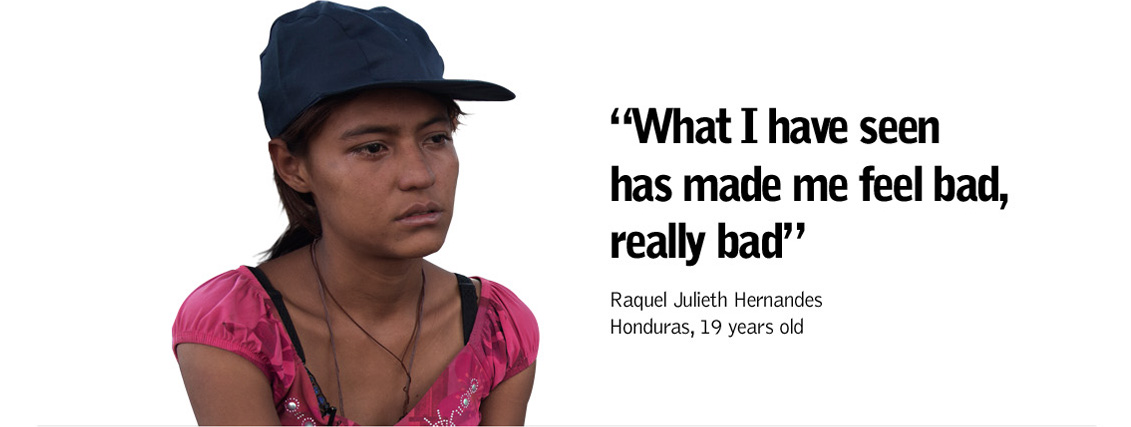 “What I have seen
has made me feel bad,
really bad”
Raquel Julieth Hernandes
Honduras, 19 years old